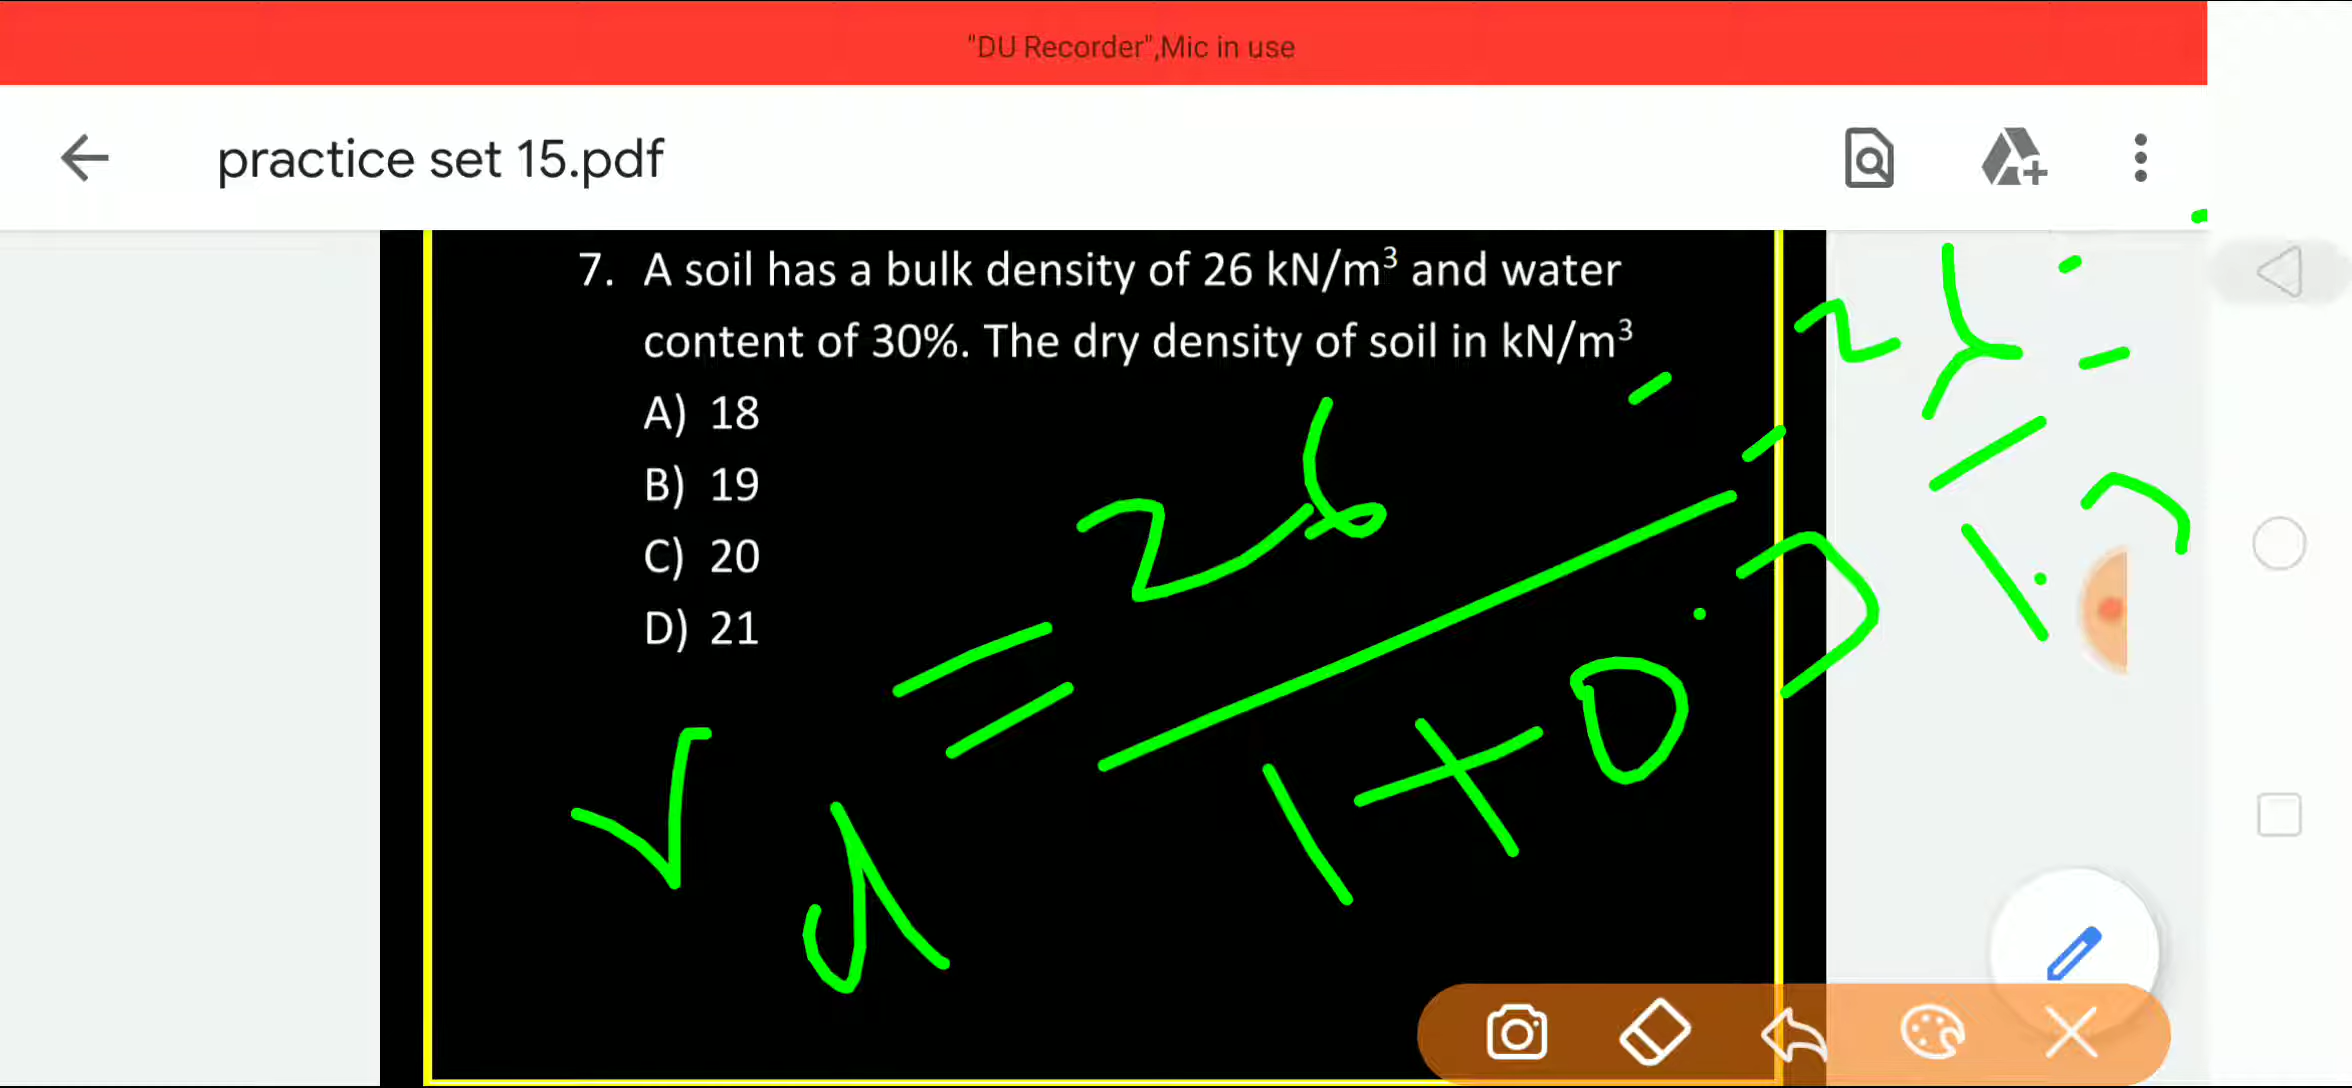 "DU Recorder",Mic in use
practice set 15.pdf
7. A soil has a bulk density of 26 kN/m³ and water
content of 30%. The dry density of soil in kN/m³
A) 18
B) 19
C) 20
D) 21
= 26
1+0.
d